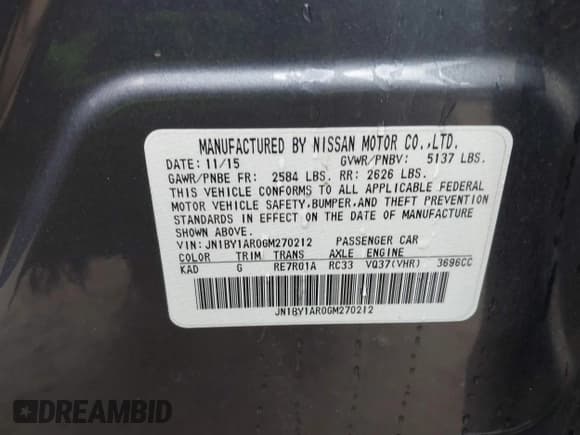 MANUFACTURED BY NISSAN MOTOR CO.,LTD.
DATE: 11/15 GVWR/PNBV: 5137 LBS.
GAWR/PNBE FR: 2584 LBS. RR: 2626 LBS.
THIS VEHICLE CONFORMS TO ALL APPLICABLE FEDERAL
MOTOR VEHICLE SAFETY,BUMPER,AND THEFT PREVENTION
STANDARDS IN EFFECT ON THE DATE OF MANUFACTURE
SHOWN ABOVE.
VIN: JN1BY1AR0GM270212 PASSENGER CAR
COLOR TRIM TRANS AXLE ENGINE
KAD G RE7R01A RC33 VQ37(VHR) 3696CC
JN1BY1AR0GM270212
DREAMBID